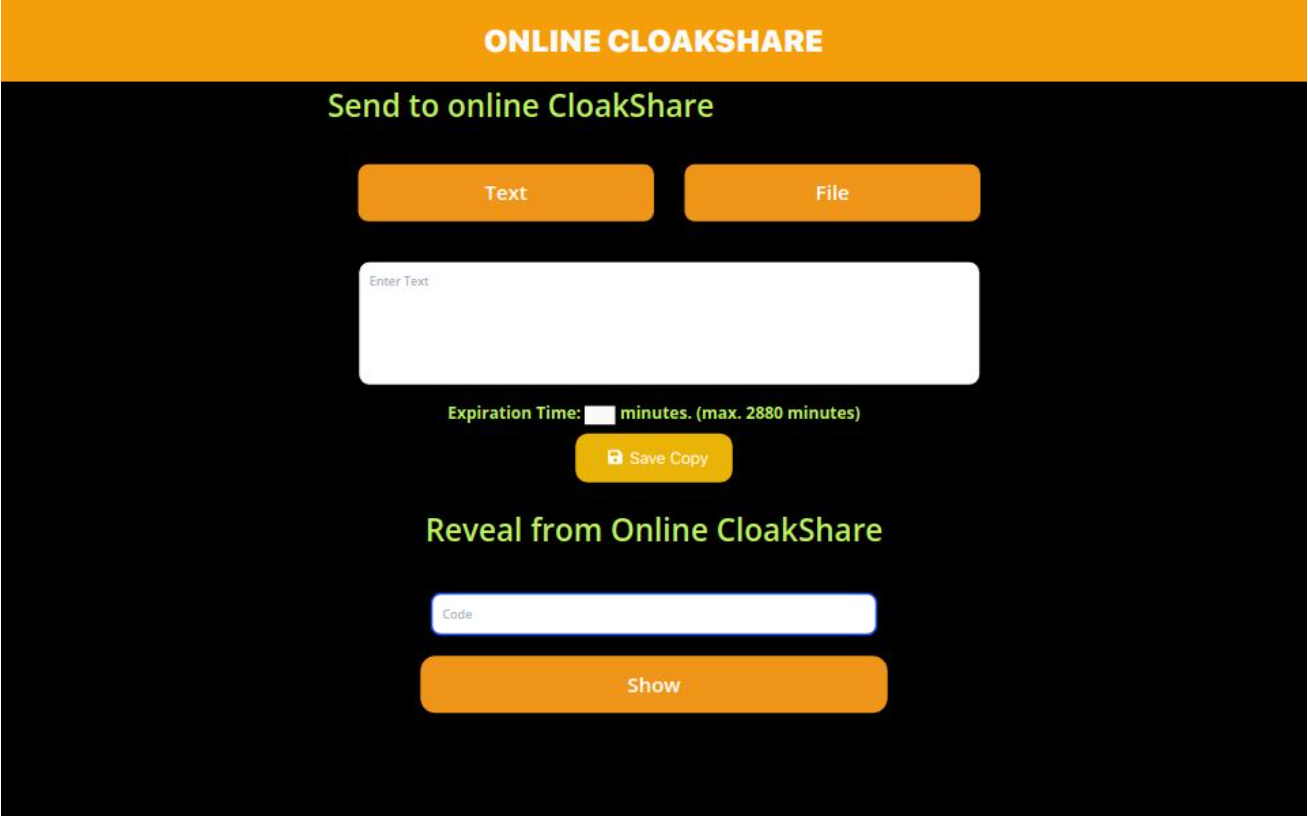 ONLINE CLOAKSHARE
Send to online CloakShare
Text File
Enter Text
Expiration Time: minutes. (max. 2880 minutes)
Save Copy
Reveal from Online CloakShare
Code
Show